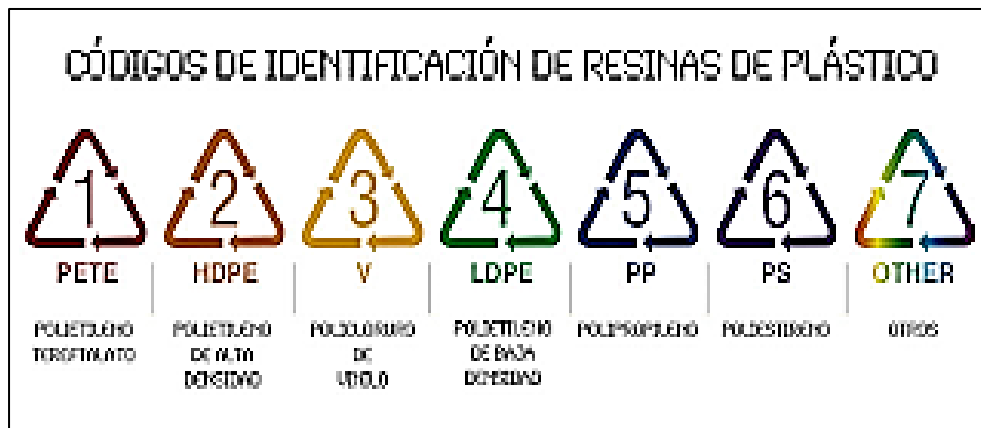 CÓDIGOS DE IDENTIFICACIÓN DE RESINAS DE PLÁSTICO
1 2 3 4 5 6 7
PETE HDPE V LDPE PP PS OTHER
POLIETILENO TEREFTALATO
POLIETILENO DE ALTA DENSIDAD
POLICLORURO DE VINILO
POLIETILENO DE BAJA DENSIDAD
POLIPROPILENO
POLIESTIRENO
OTROS